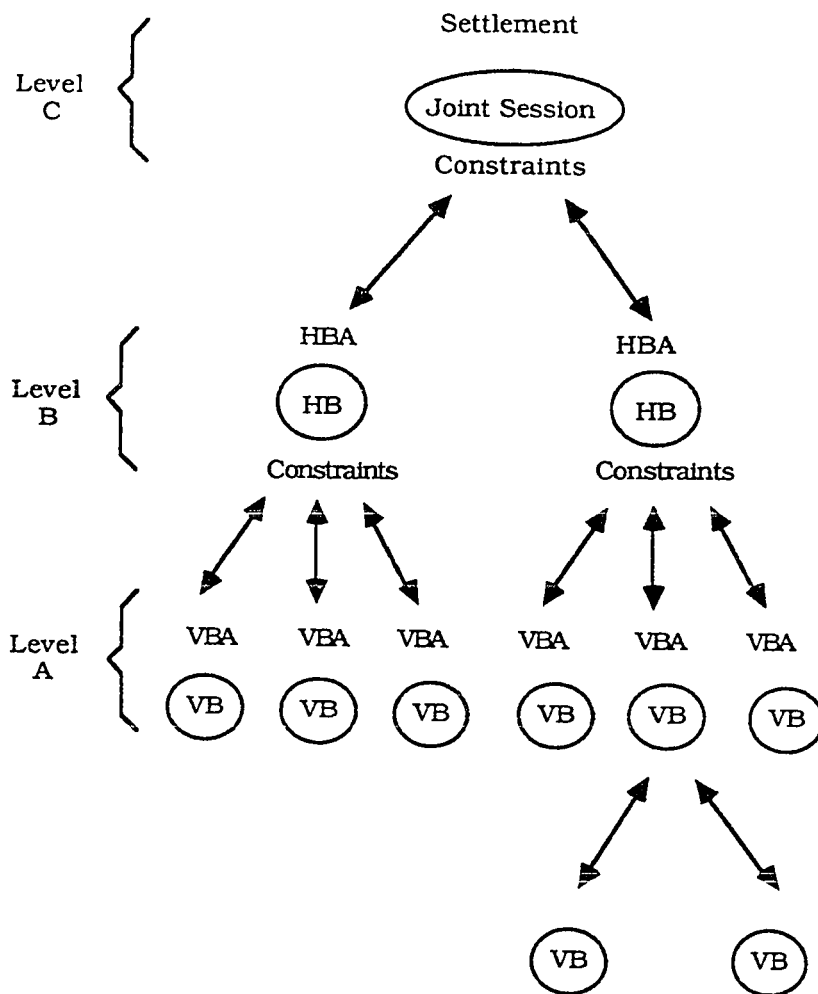 Settlement
Level
C
Joint Session
Constraints
HBA HBA
Level
B
HB HB
Constraints Constraints
Level
A
VBA VBA VBA VBA VBA VBA
VB VB VB VB VB VB
VB VB